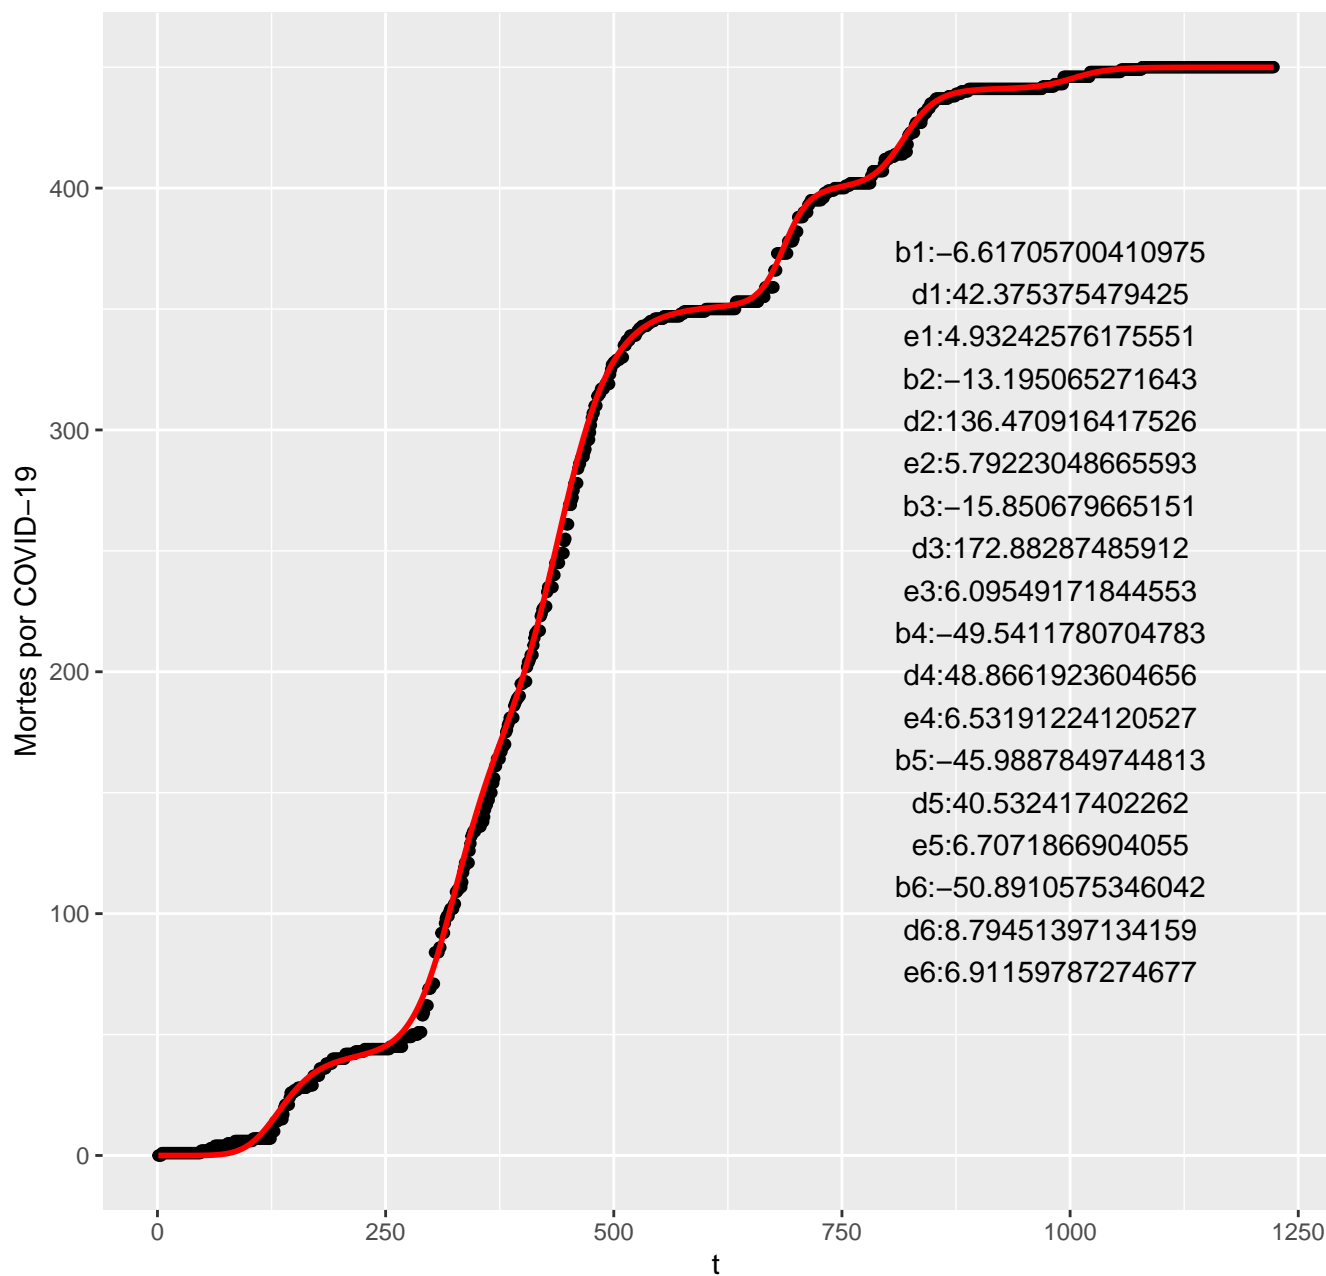 400
300
200
100
0
Mortes por COVID−19
b1:−6.61705700410975
d1:42.375375479425
e1:4.93242576175551
b2:−13.195065271643
d2:136.470916417526
e2:5.79223048665593
b3:−15.850679665151
d3:172.88287485912
e3:6.09549171844553
b4:−49.5411780704783
d4:48.8661923604656
e4:6.53191224120527
b5:−45.9887849744813
d5:40.532417402262
e5:6.7071866904055
b6:−50.8910575346042
d6:8.79451397134159
e6:6.91159787274677
0 250 500 750 1000 1250
t